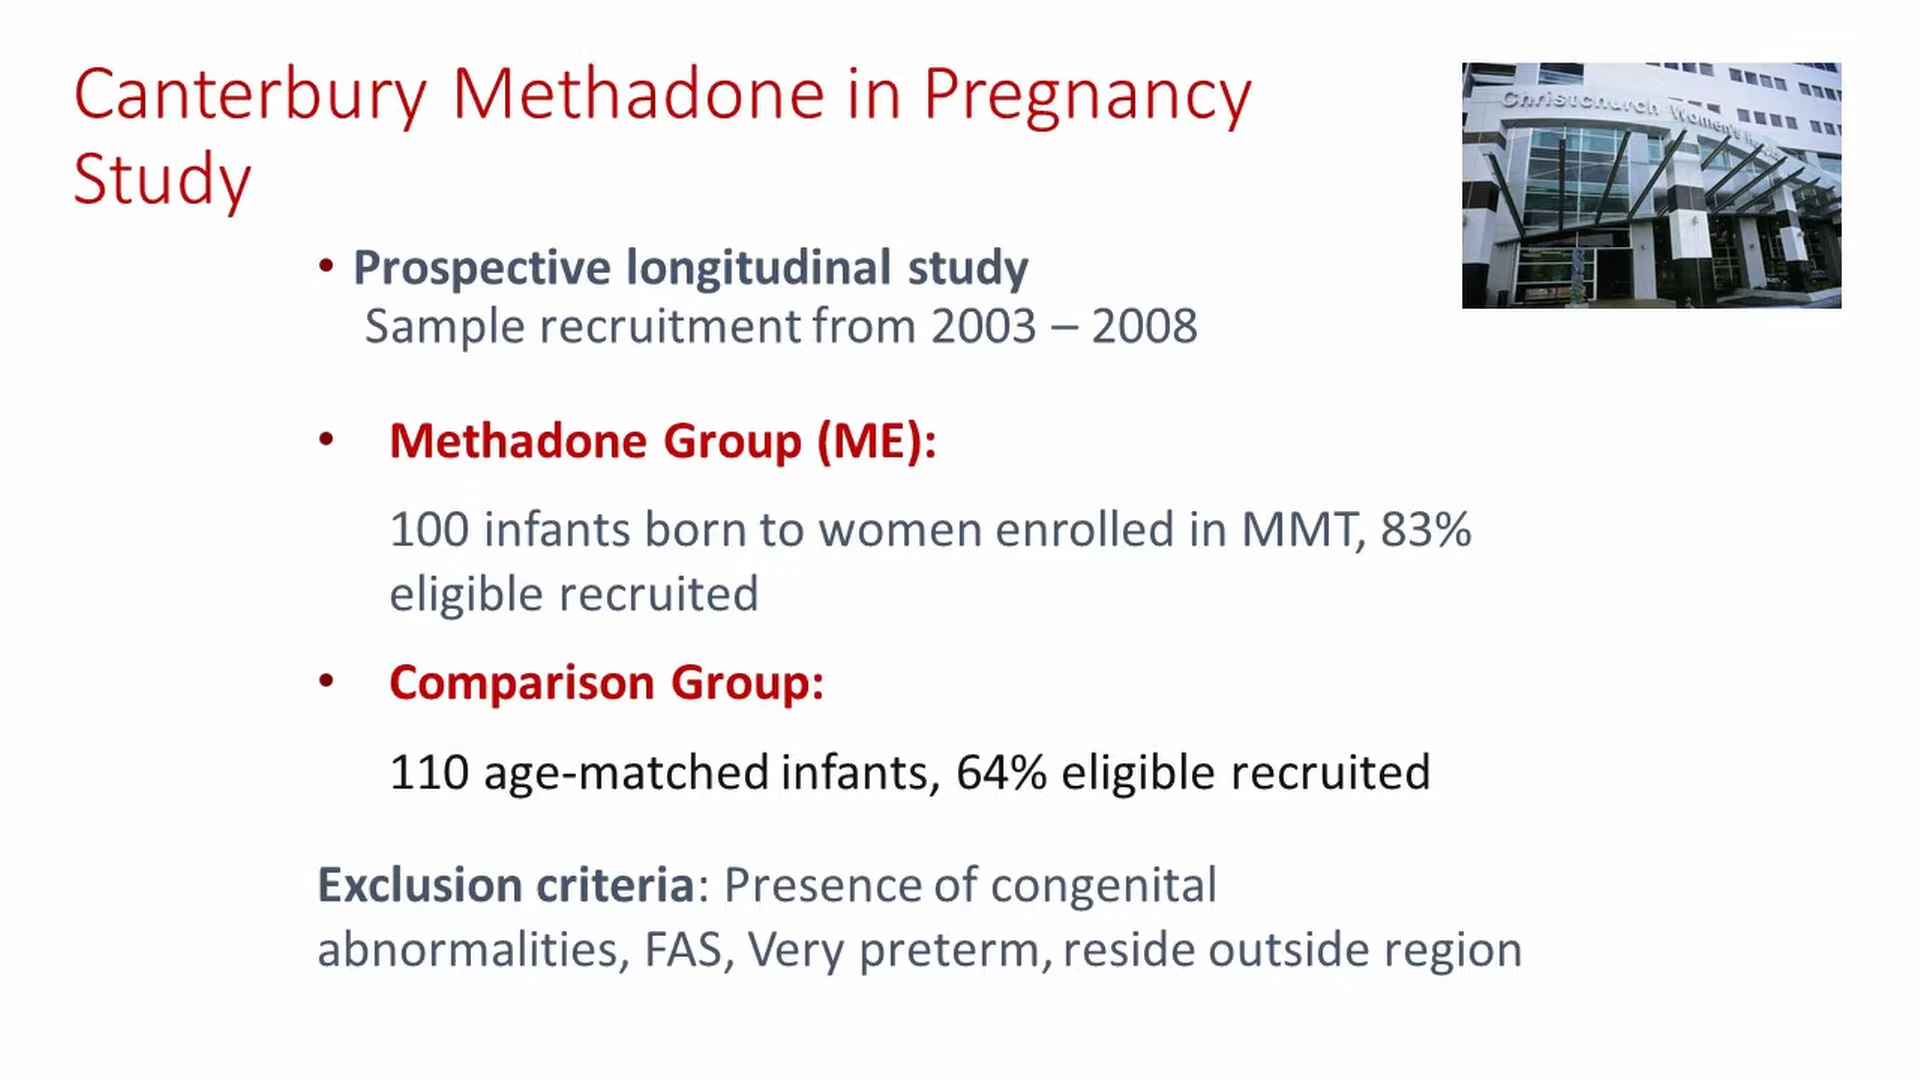 Canterbury Methadone in Pregnancy
Study
Christchurch Women's
• Prospective longitudinal study
Sample recruitment from 2003 – 2008
• Methadone Group (ME):
100 infants born to women enrolled in MMT, 83%
eligible recruited
• Comparison Group:
110 age-matched infants, 64% eligible recruited
Exclusion criteria: Presence of congenital
abnormalities, FAS, Very preterm, reside outside region